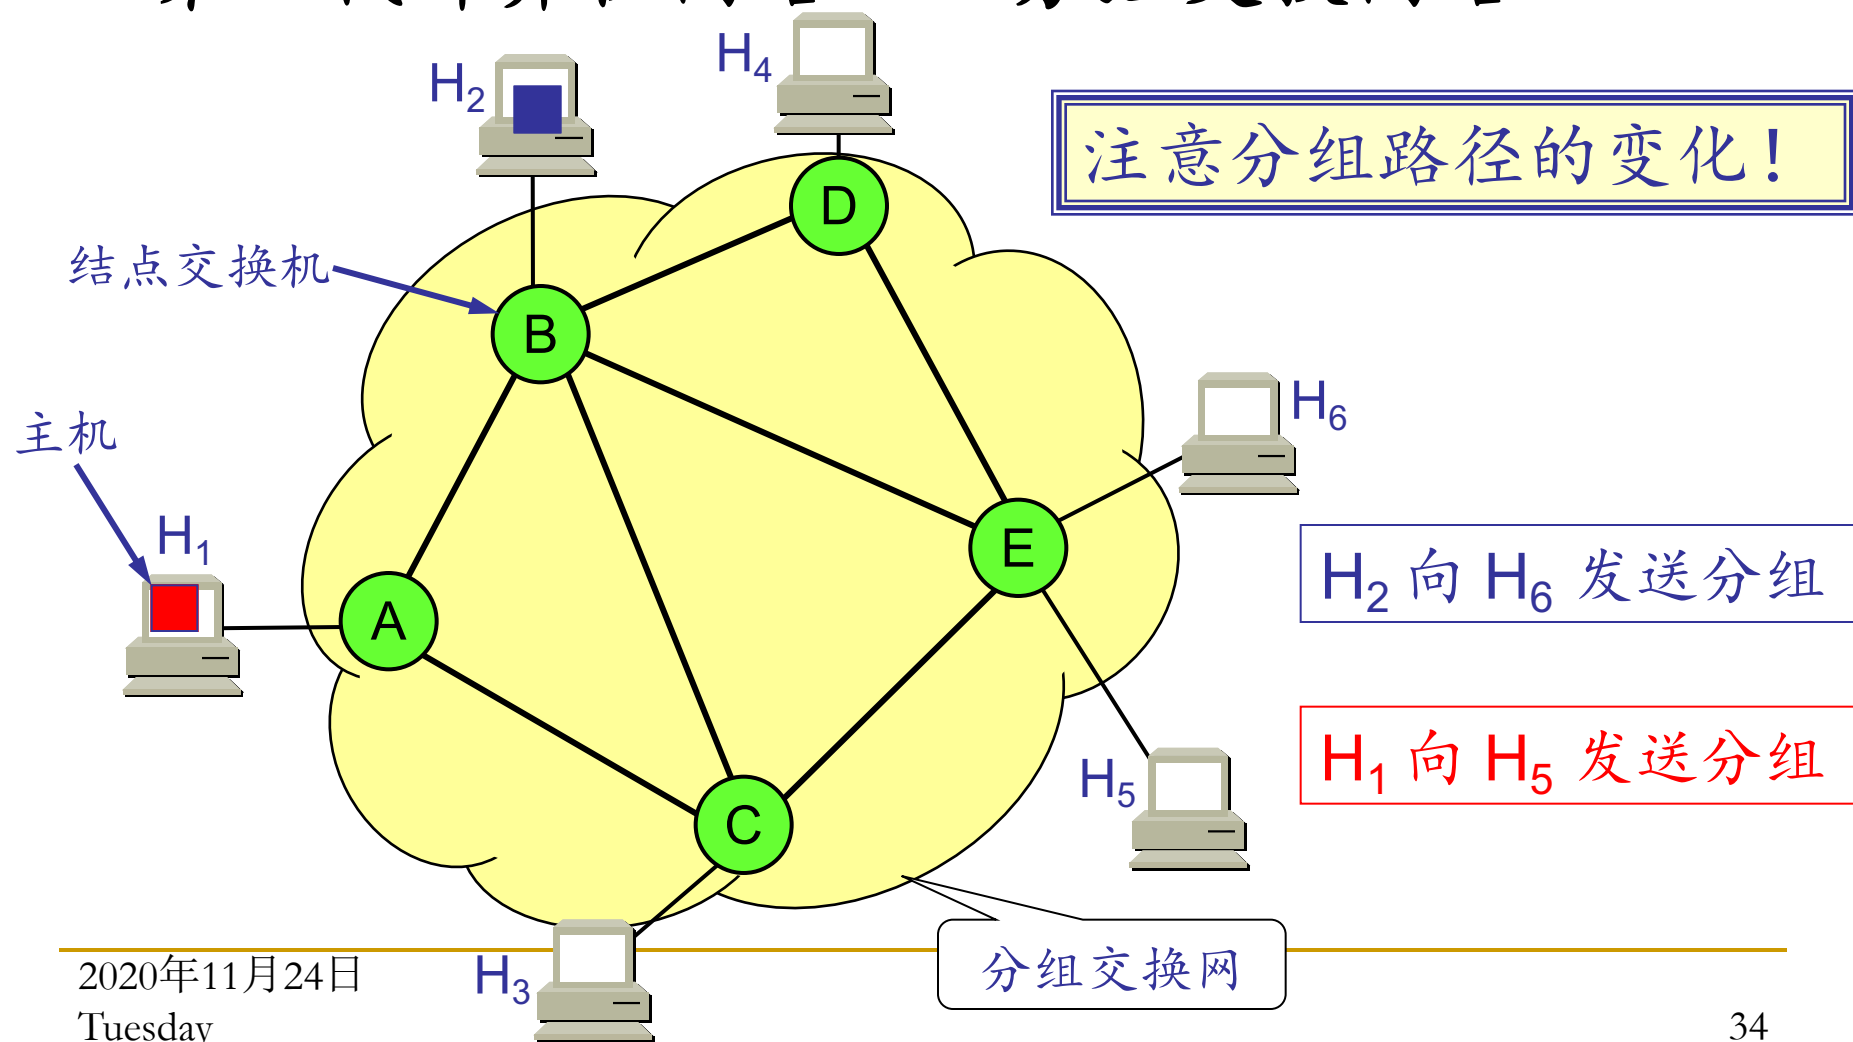 H₄
H₂
注意分组路径的变化！
D
结点交换机
B
H₆
主机
H₁
E
H₂ 向 H₆ 发送分组
A
H₁ 向 H₅ 发送分组
H₅
C
分组交换网
2020年11月24日
H₃
Tuesday
34